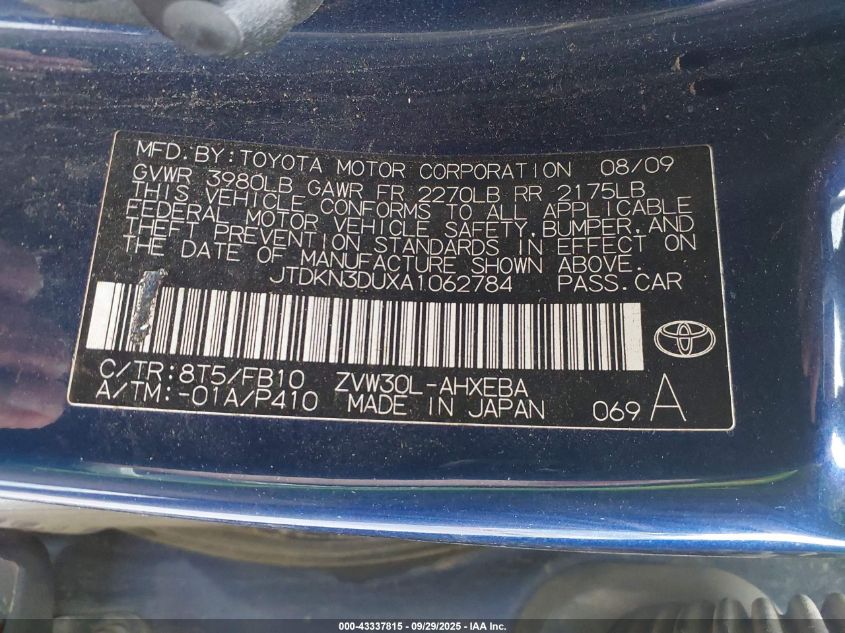 MFD. BY: TOYOTA MOTOR CORPORATION 08/09
GVWR 3980LB GAWR FR 2270LB RR 2175LB
THIS VEHICLE CONFORMS TO ALL APPLICABLE
FEDERAL MOTOR VEHICLE SAFETY, BUMPER, AND
THEFT PREVENTION STANDARDS IN EFFECT ON
THE DATE OF MANUFACTURE SHOWN ABOVE.
JTDKN3DUXA1062784 PASS.CAR
C/TR: 8T5/FB10 ZVW30L-AHXEBA
A/TM: -01A/P410 MADE IN JAPAN 069 A
000-43337815 - 09/29/2025 - IAA Inc.